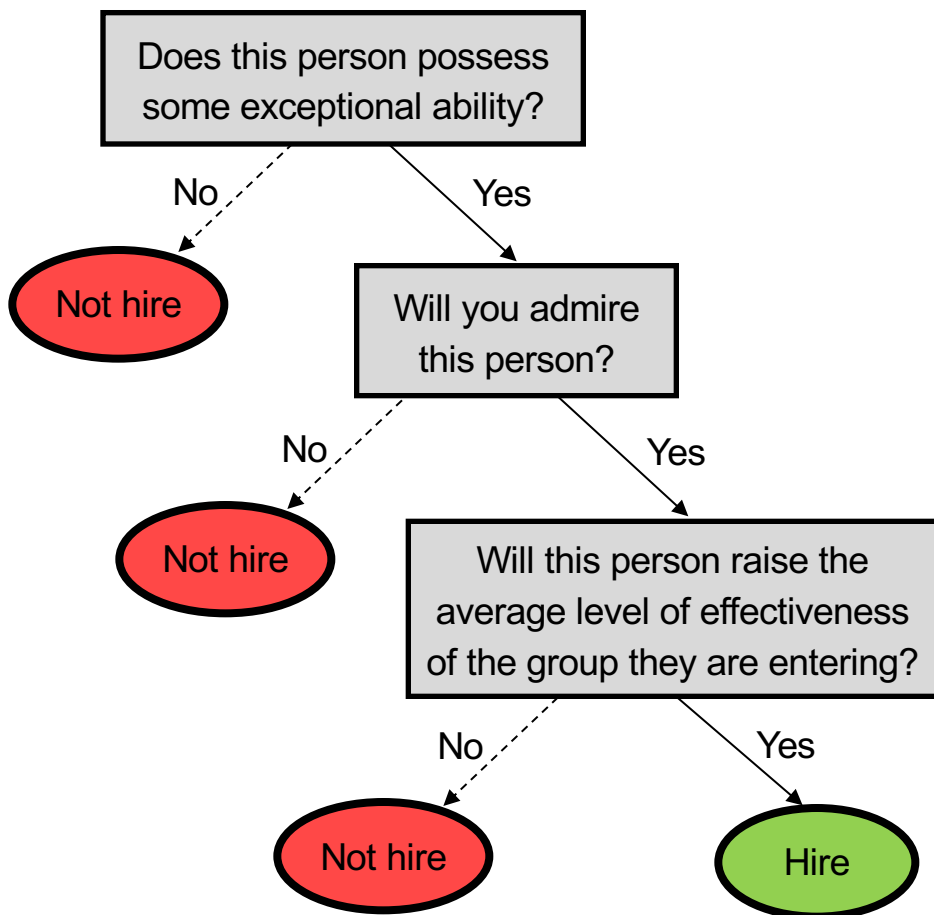 Does this person possess
some exceptional ability?
No
Yes
Not hire
Will you admire
this person?
No
Yes
Not hire
Will this person raise the
average level of effectiveness
of the group they are entering?
No
Yes
Not hire
Hire